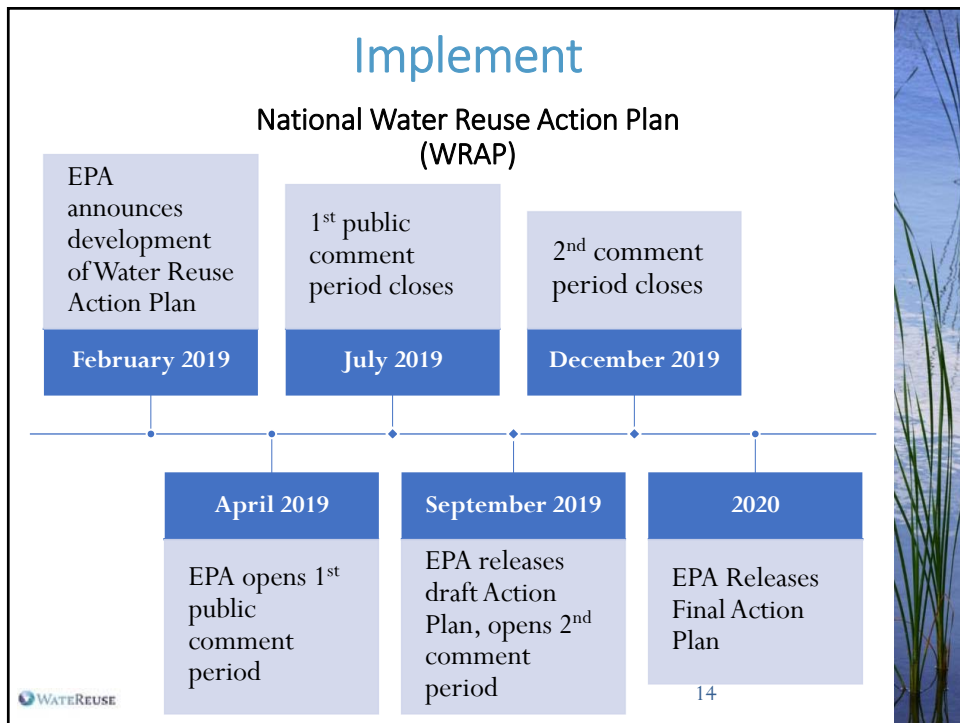 Implement
National Water Reuse Action Plan
(WRAP)
EPA
announces
development
of Water Reuse
Action Plan
February 2019
1st public
comment
period closes
July 2019
2nd comment
period closes
December 2019
April 2019
EPA opens 1st
public
comment
period
September 2019
EPA releases
draft Action
Plan, opens 2nd
comment
period
2020
EPA Releases
Final Action
Plan
WATEREUSE
14